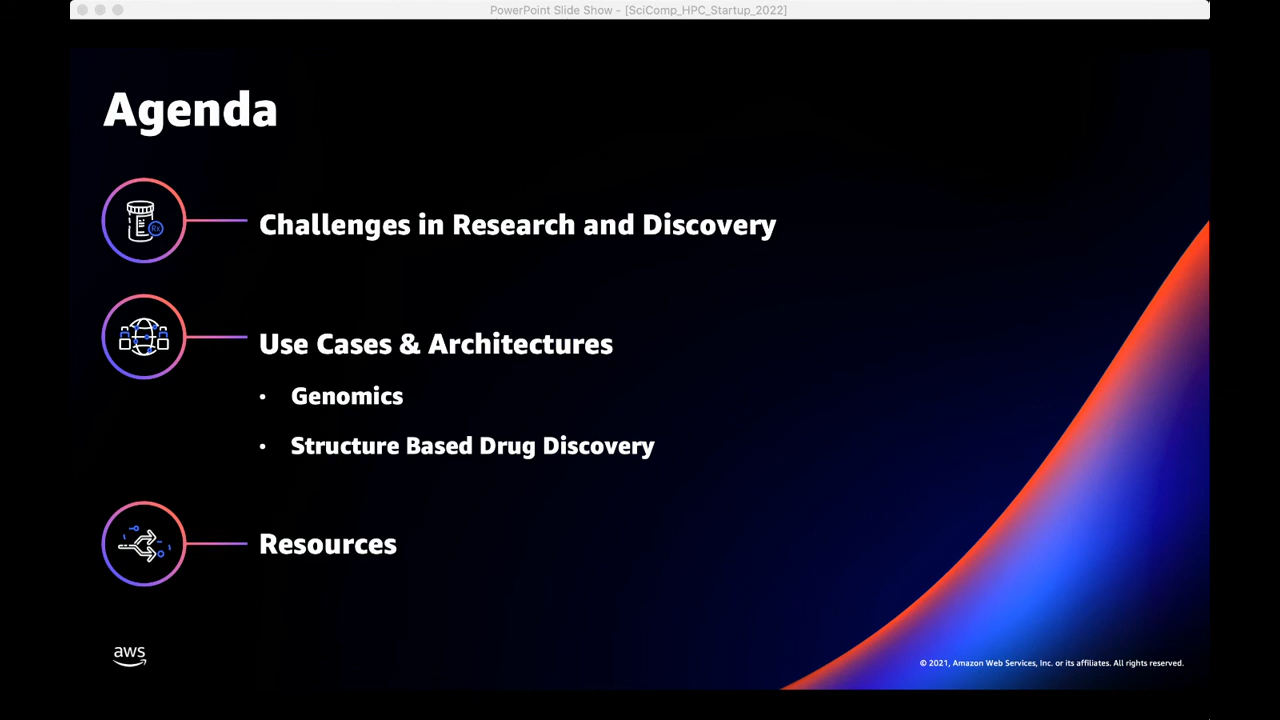 PowerPoint Slide Show - [SciComp_HPC_Startup_2022]
Agenda
Rx
Challenges in Research and Discovery
Use Cases & Architectures
• Genomics
• Structure Based Drug Discovery
Resources
aws
© 2021, Amazon Web Services, Inc. or its affiliates. All rights reserved.